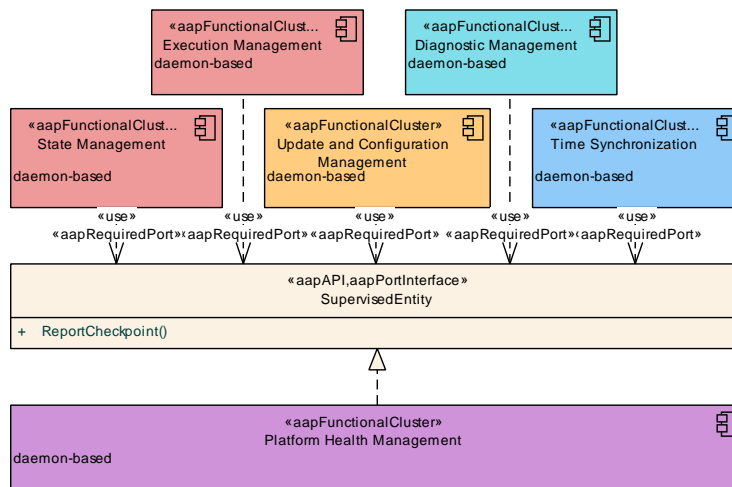 «aapFunctionalClust...
Execution Management
daemon-based
«aapFunctionalClust...
Diagnostic Management
daemon-based
«aapFunctionalClust...
State Management
daemon-based
«aapFunctionalCluster»
Update and Configuration
Management
daemon-based
«aapFunctionalClust...
Time Synchronization
daemon-based
«use»
«aapRequiredPort»
«use»
«aapRequiredPort»
«use»
«aapRequiredPort»
«use»
«aapRequiredPort»
«use»
«aapRequiredPort»
«aapAPI,aapPortInterface»
SupervisedEntity
+ ReportCheckpoint()
«aapFunctionalCluster»
Platform Health Management
daemon-based